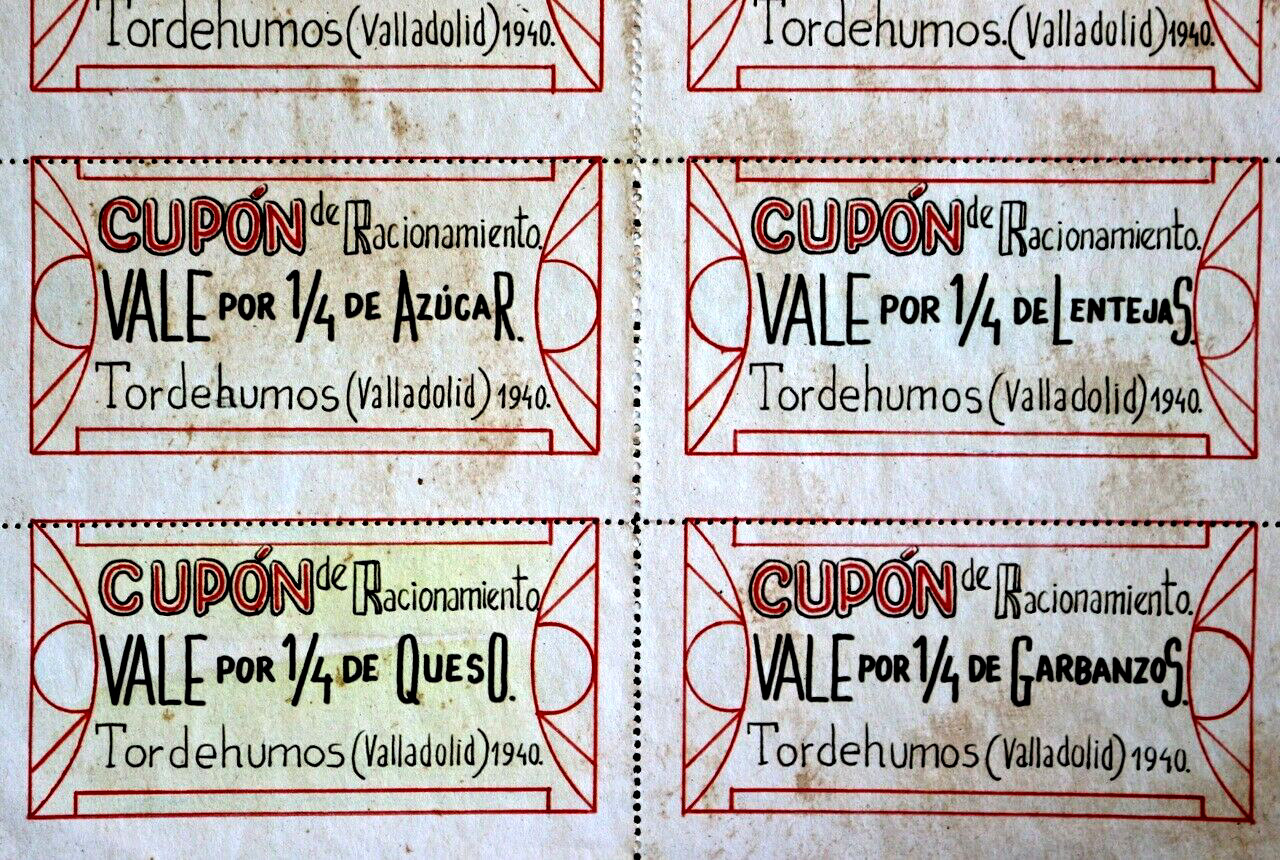 Tordehumos (Valladolid) 1940.
Tordehumos. (Valladolid) 1940.
CUPÓN de Racionamiento.
VALE POR 1/4 DE AZÚCAR.
Tordehumos (Valladolid) 1940.
CUPÓN de Racionamiento.
VALE POR 1/4 DE LENTEJAS.
Tordehumos (Valladolid) 1940.
CUPÓN de Racionamiento
VALE POR 1/4 DE QUESO.
Tordehumos (Valladolid) 1940.
CUPÓN de Racionamiento.
VALE POR 1/4 DE GARBANZOS.
Tordehumos (Valladolid) 1940.